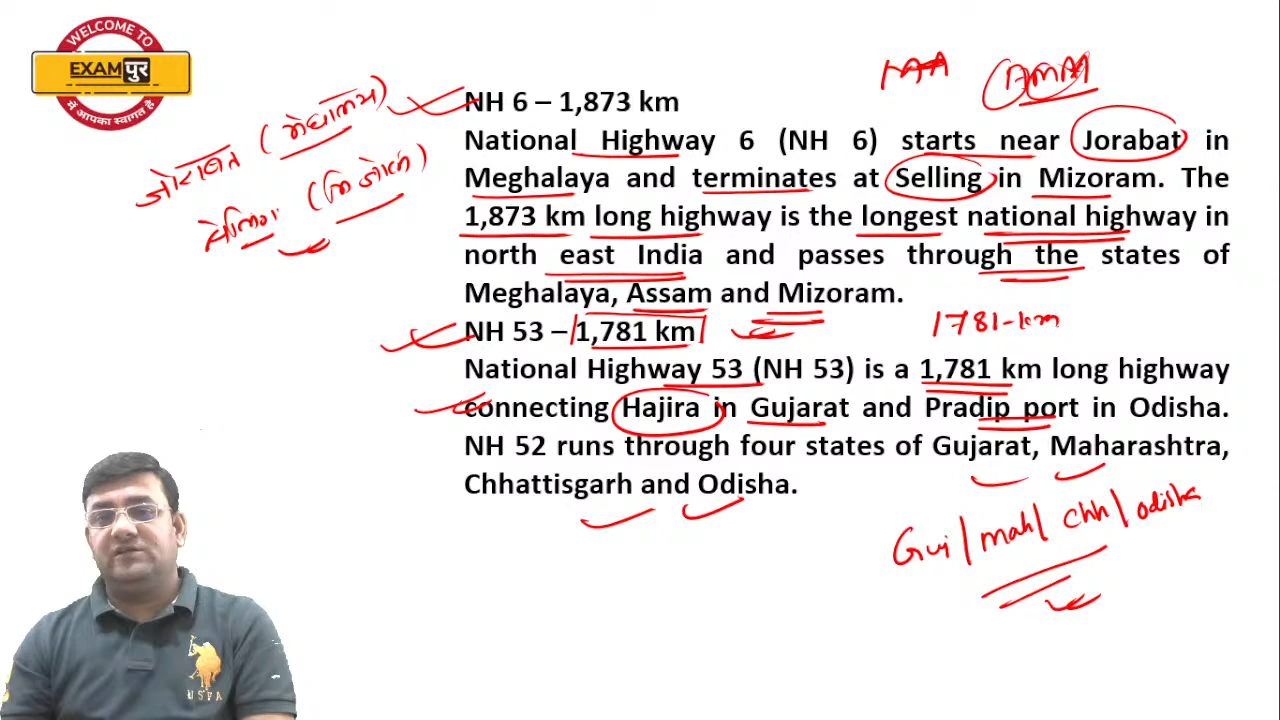 WELCOME TO
EXAM पुर
में आपका स्वागत है
NH 6 – 1,873 km
National Highway 6 (NH 6) starts near Jorabat in
Meghalaya and terminates at Selling in Mizoram. The
1,873 km long highway is the longest national highway in
north east India and passes through the states of
Meghalaya, Assam and Mizoram.
NH 53 – 1,781 km
National Highway 53 (NH 53) is a 1,781 km long highway
connecting Hajira in Gujarat and Pradip port in Odisha.
NH 52 runs through four states of Gujarat, Maharashtra,
Chhattisgarh and Odisha.
(मेघालय)
(मिजोरम)
AMM
1781-km
Guj/mah/chh/odisha
USPA